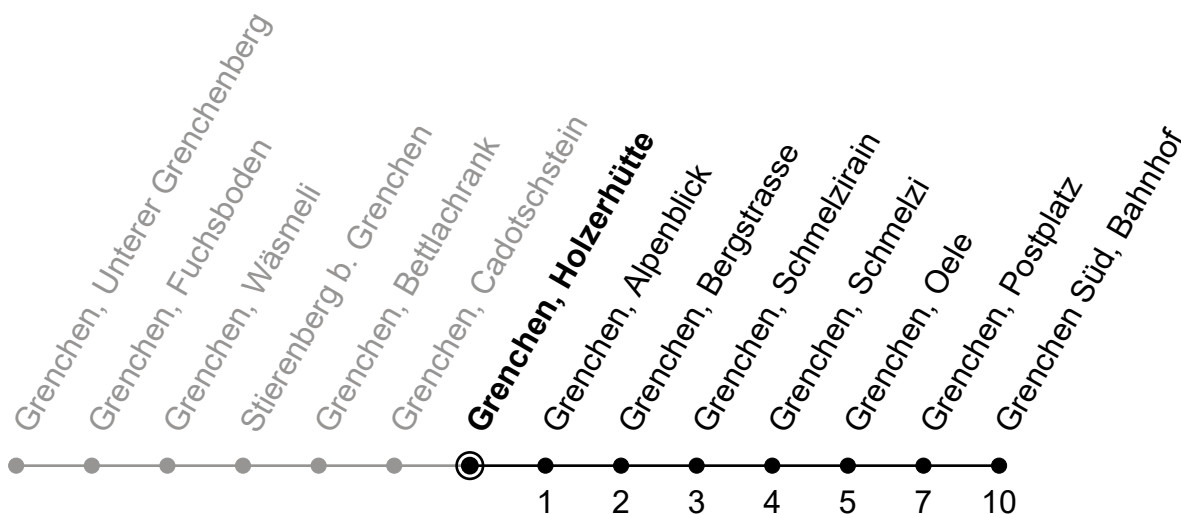 Grenchen, Unterer Grenchenberg
Grenchen, Fuchsboden
Grenchen, Wäsmeli
Stierenberg b. Grenchen
Grenchen, Bettlachrank
Grenchen, Cadotschstein
Grenchen, Holzerhütte
Grenchen, Alpenblick
Grenchen, Bergstrasse
Grenchen, Schmelzirain
Grenchen, Schmelzi
Grenchen, Oele
Grenchen, Postplatz
Grenchen Süd, Bahnhof
1 2 3 4 5 7 10